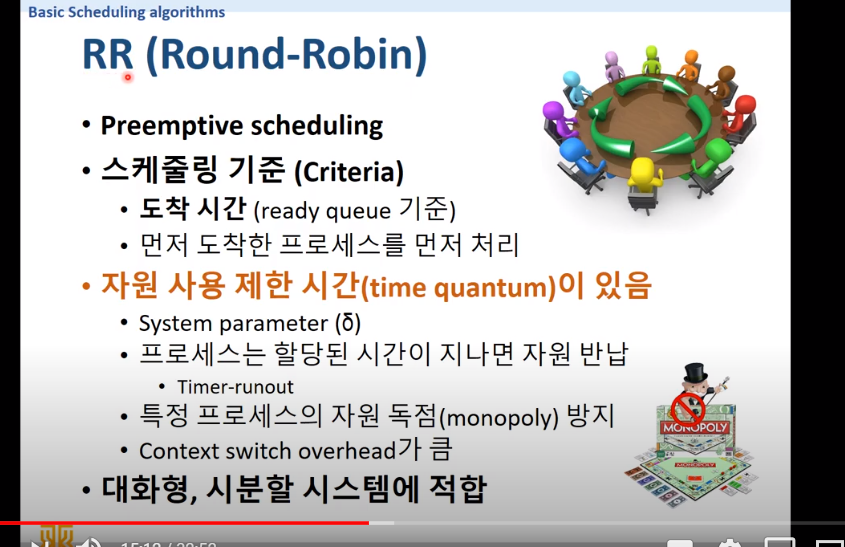 Basic Scheduling algorithms
RR (Round-Robin)
• Preemptive scheduling
• 스케줄링 기준 (Criteria)
• 도착 시간 (ready queue 기준)
• 먼저 도착한 프로세스를 먼저 처리
• 자원 사용 제한 시간(time quantum)이 있음
• System parameter (δ)
• 프로세스는 할당된 시간이 지나면 자원 반납
• Timer-runout
• 특정 프로세스의 자원 독점(monopoly) 방지
• Context switch overhead가 큼
• 대화형, 시분할 시스템에 적합
MONOPOLY
MONOPOLY